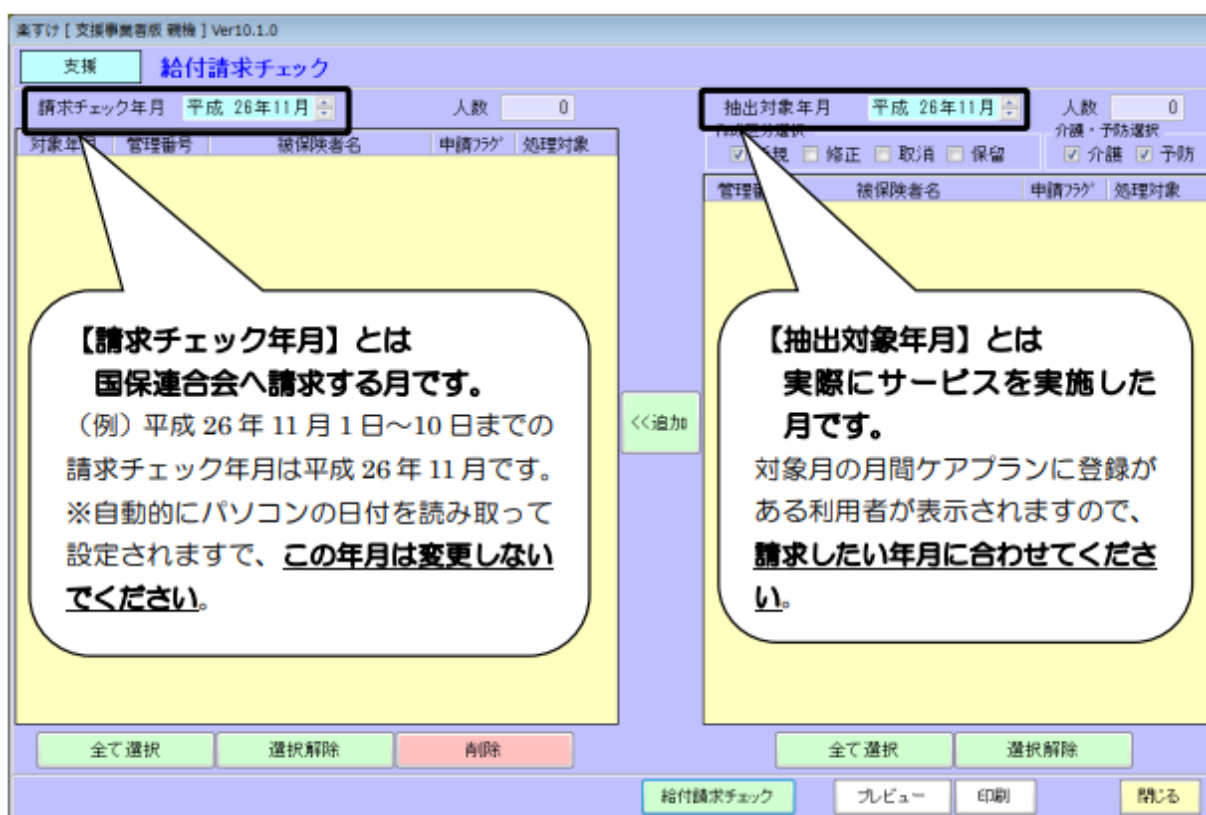 楽すけ [ 支援事業者版 親機 ] Ver10.1.0
支援 給付請求チェック
請求チェック年月 平成 26年11月 人数 0
対象年月 管理番号 被保険者名 申請ﾌﾗｸﾞ 処理対象
抽出対象年月 平成 26年11月 人数 0
作成区分選択 介護・予防選択
新規 修正 取消 保留 介護 予防
被保険者名 申請ﾌﾗｸﾞ 処理対象
【請求チェック年月】とは
国保連合会へ請求する月です。
（例）平成 26 年 11 月 1 日～10 日までの
請求チェック年月は平成 26 年 11 月です。
※自動的にパソコンの日付を読み取って
設定されますで、この年月は変更しない
でください。
<<追加
【抽出対象年月】とは
実際にサービスを実施した
月です。
対象月の月間ケアプランに登録が
ある利用者が表示されますので、
請求したい年月に合わせてくださ
い。
全て選択 選択解除 削除
全て選択 選択解除
給付請求チェック プレビュー 印刷 閉じる